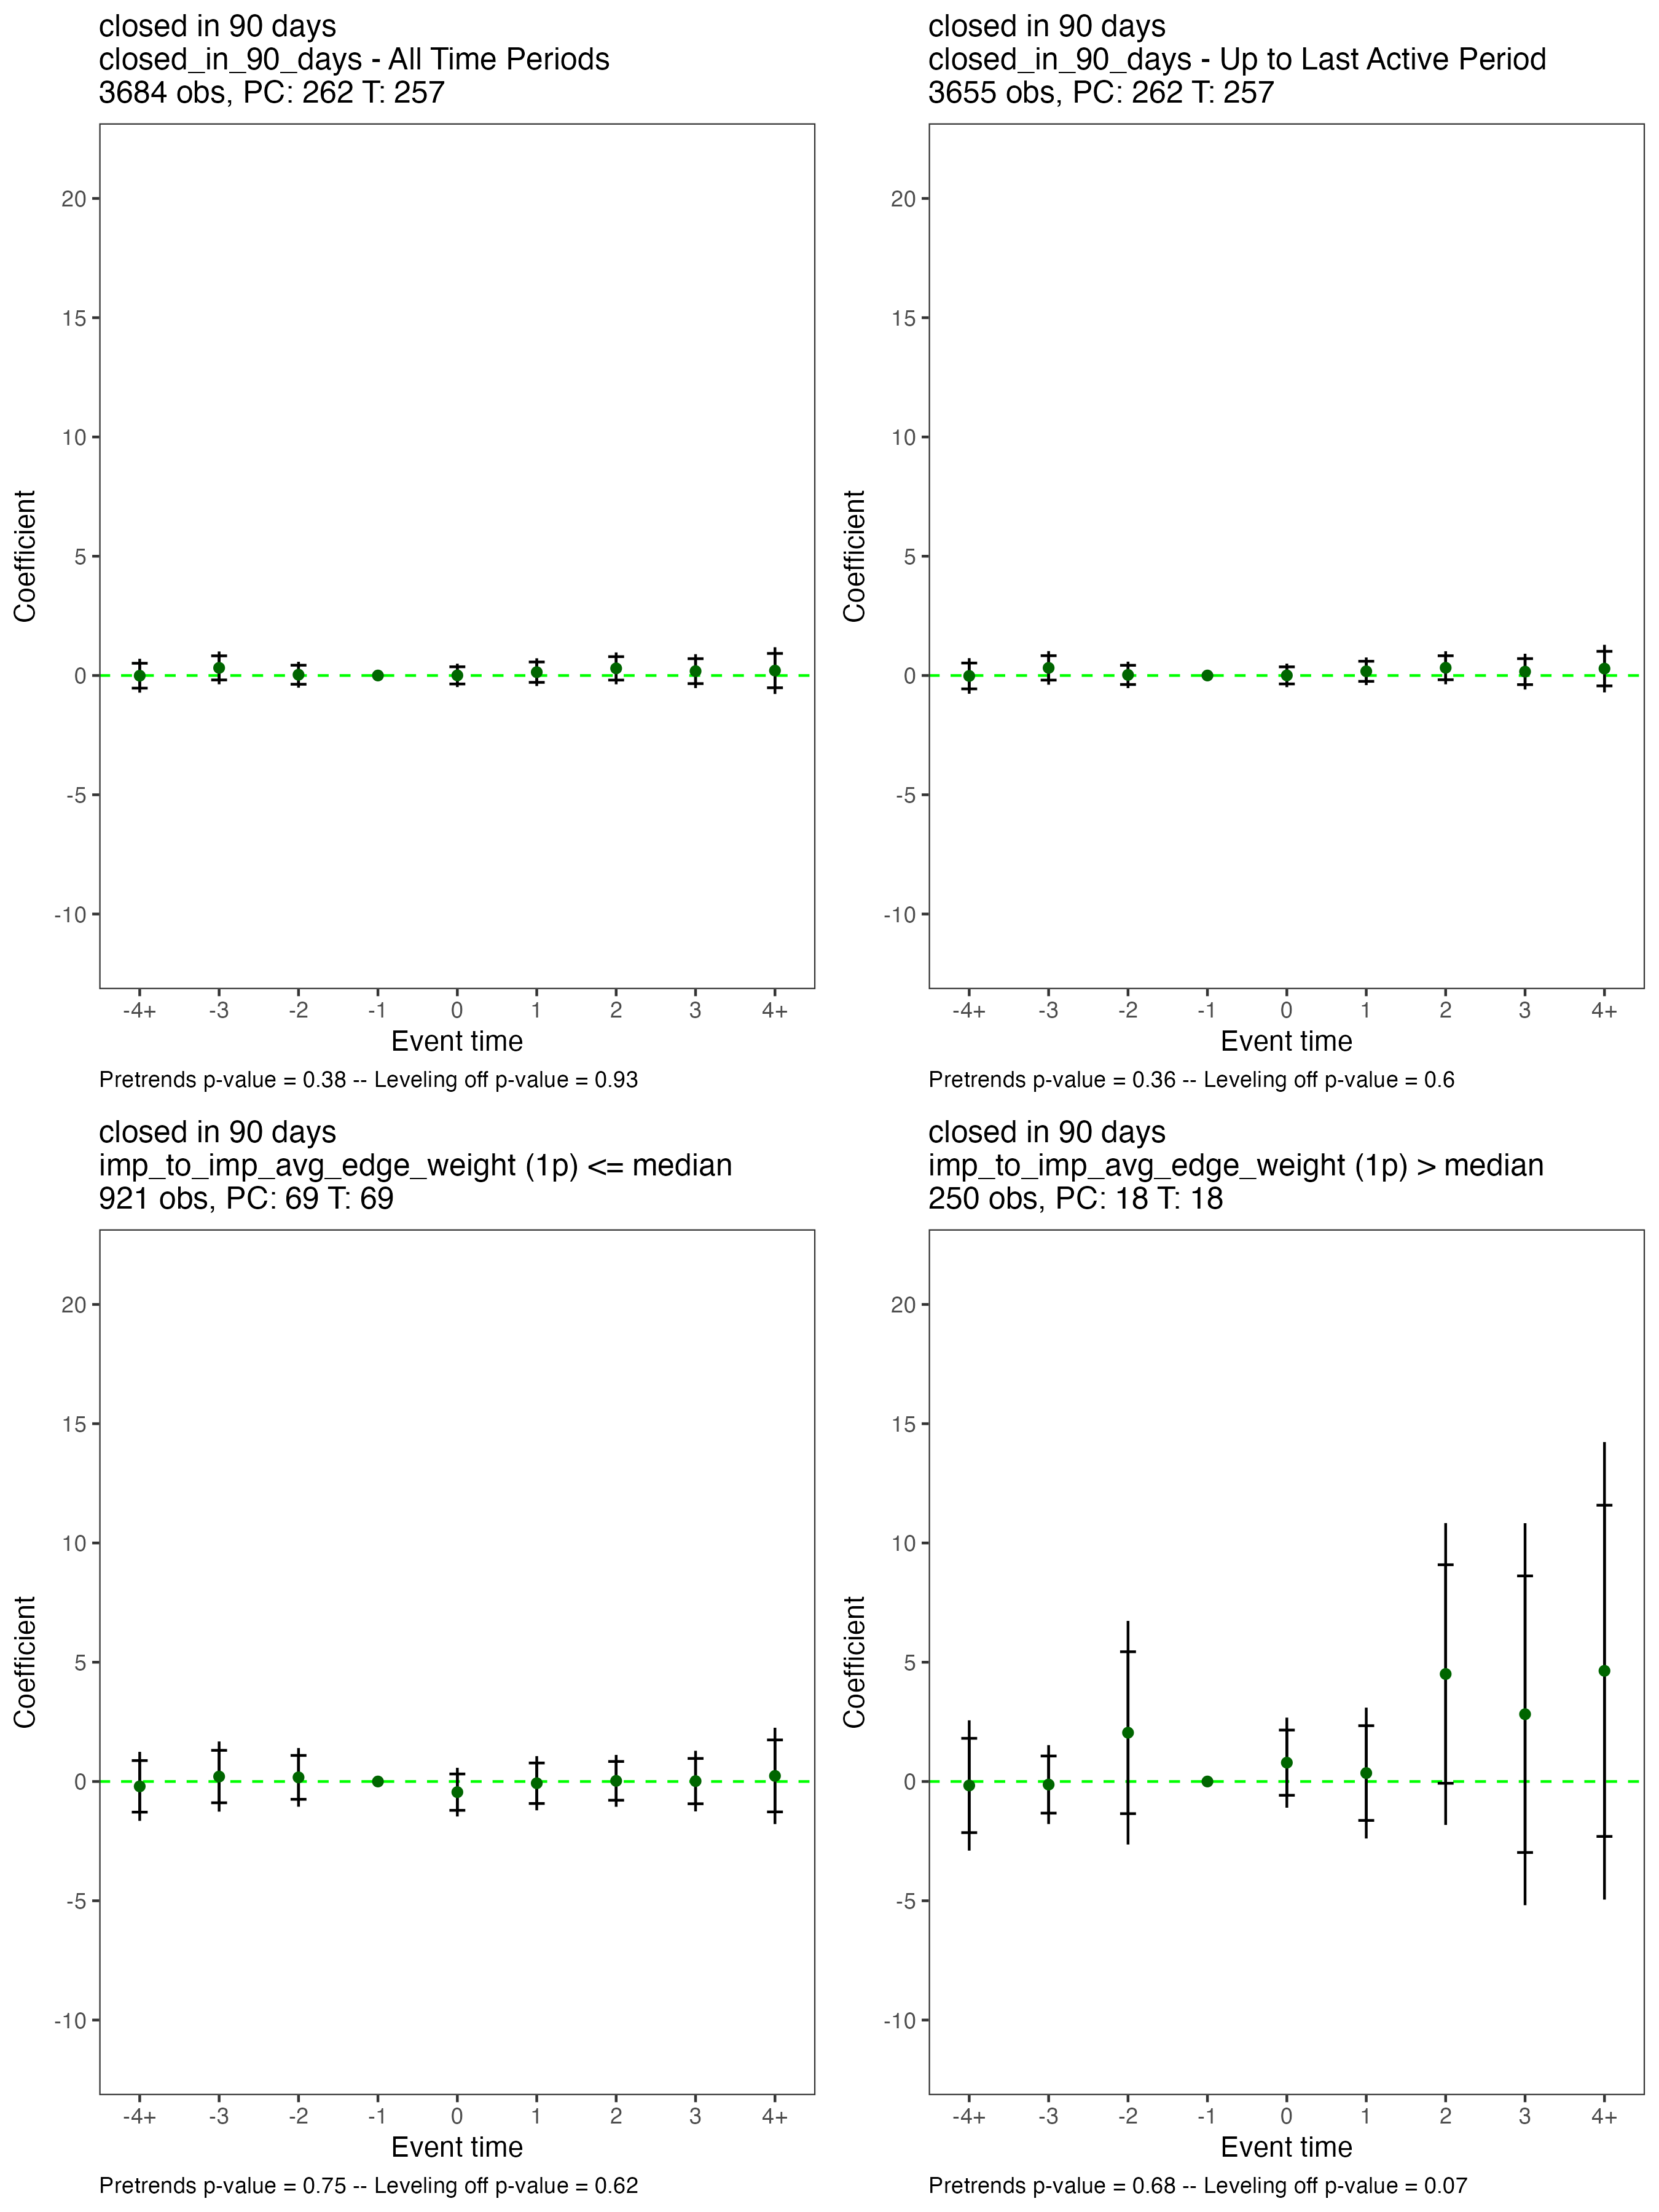 closed in 90 days
closed_in_90_days - All Time Periods
3684 obs, PC: 262 T: 257
Coefficient
20
15
10
5
0
-5
-10
-4+ -3 -2 -1 0 1 2 3 4+
Event time
Pretrends p-value = 0.38 -- Leveling off p-value = 0.93
closed in 90 days
closed_in_90_days - Up to Last Active Period
3655 obs, PC: 262 T: 257
Coefficient
20
15
10
5
0
-5
-10
-4+ -3 -2 -1 0 1 2 3 4+
Event time
Pretrends p-value = 0.36 -- Leveling off p-value = 0.6
closed in 90 days
imp_to_imp_avg_edge_weight (1p) <= median
921 obs, PC: 69 T: 69
Coefficient
20
15
10
5
0
-5
-10
-4+ -3 -2 -1 0 1 2 3 4+
Event time
Pretrends p-value = 0.75 -- Leveling off p-value = 0.62
closed in 90 days
imp_to_imp_avg_edge_weight (1p) > median
250 obs, PC: 18 T: 18
Coefficient
20
15
10
5
0
-5
-10
-4+ -3 -2 -1 0 1 2 3 4+
Event time
Pretrends p-value = 0.68 -- Leveling off p-value = 0.07